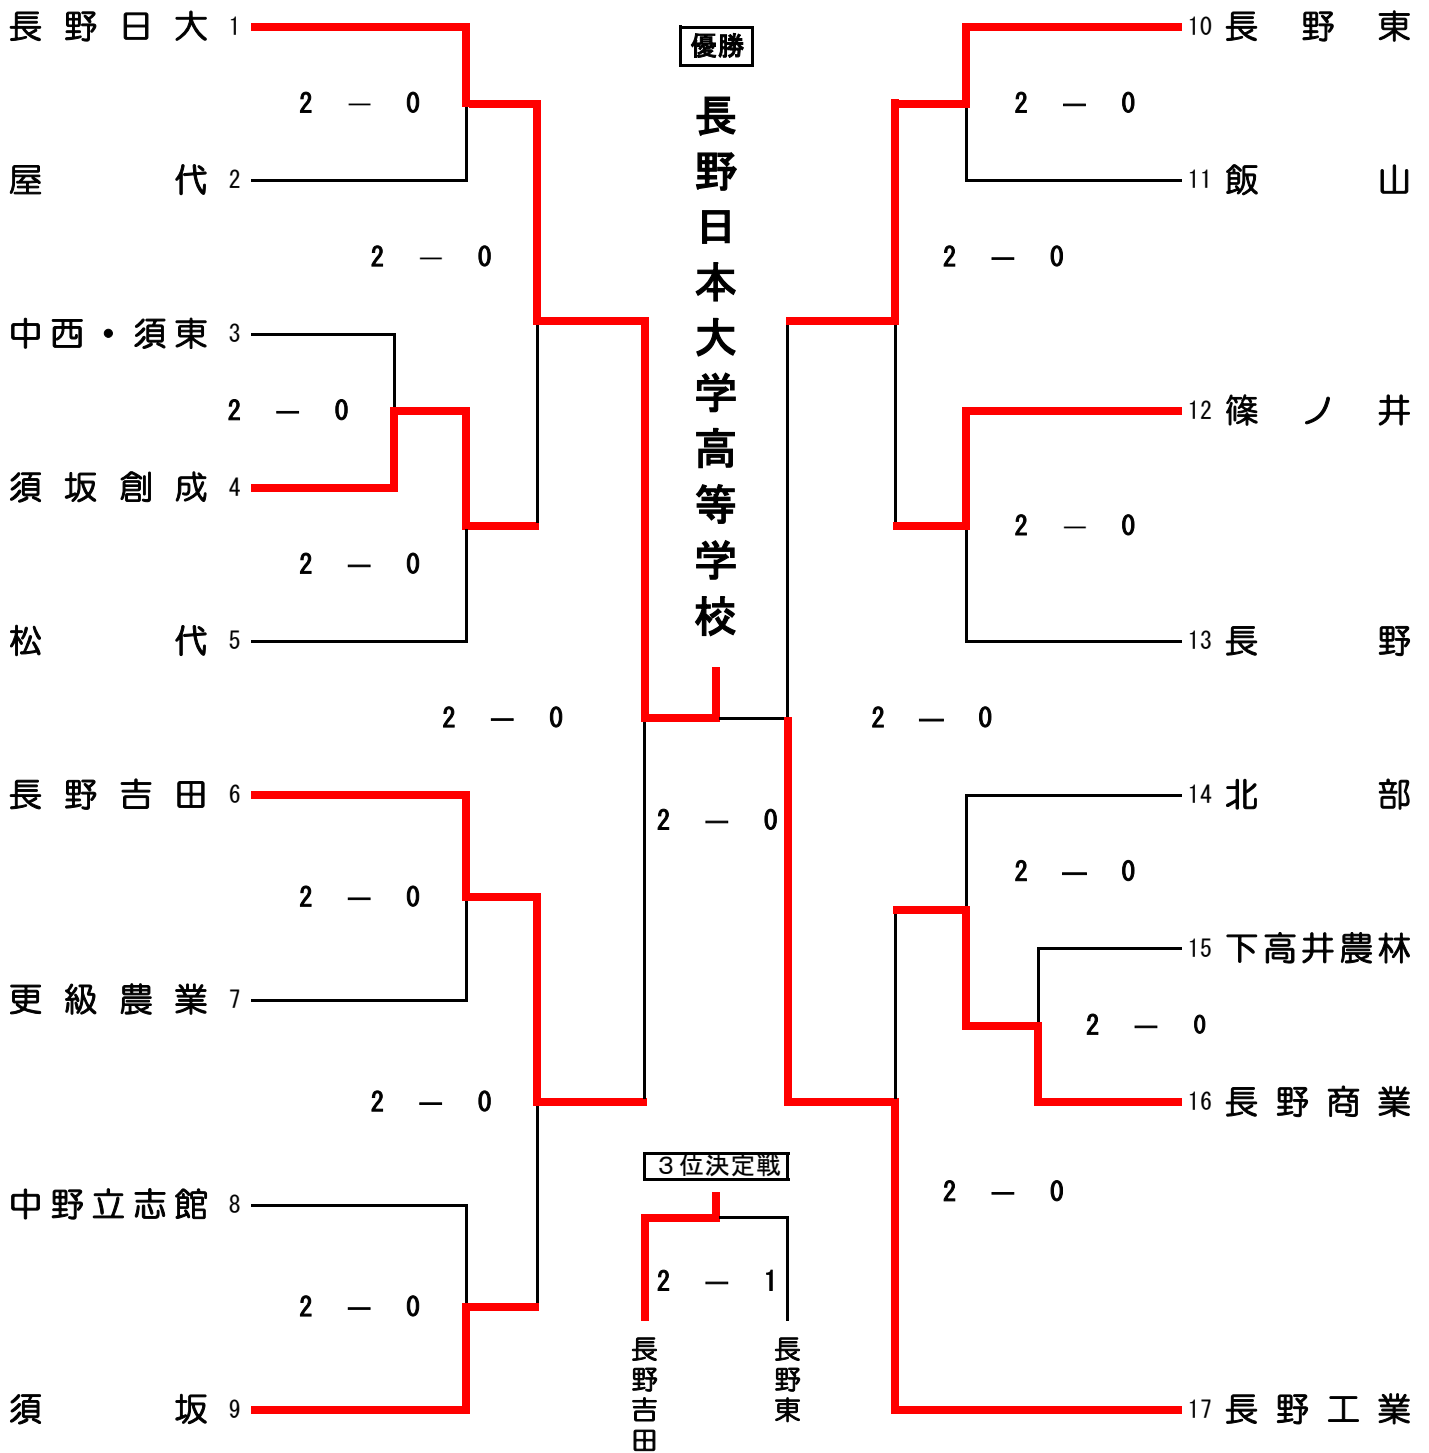 優勝
長野日本大学高等学校
長野日大 1
2 — 0
屋代 2
2 — 0
中西・須東 3
2 — 0
須坂創成 4
2 — 0
松代 5
2 — 0
長野吉田 6
2 — 0
更級農業 7
2 — 0
中野立志館 8
2 — 0
須坂 9
10 長野東
2 — 0
11 飯山
2 — 0
12 篠ノ井
2 — 0
13 長野
2 — 0
14 北部
2 — 0
15 下高井農林
2 — 0
16 長野商業
2 — 0
17 長野工業
2 — 0
3位決定戦
2 — 1
長野吉田
長野東